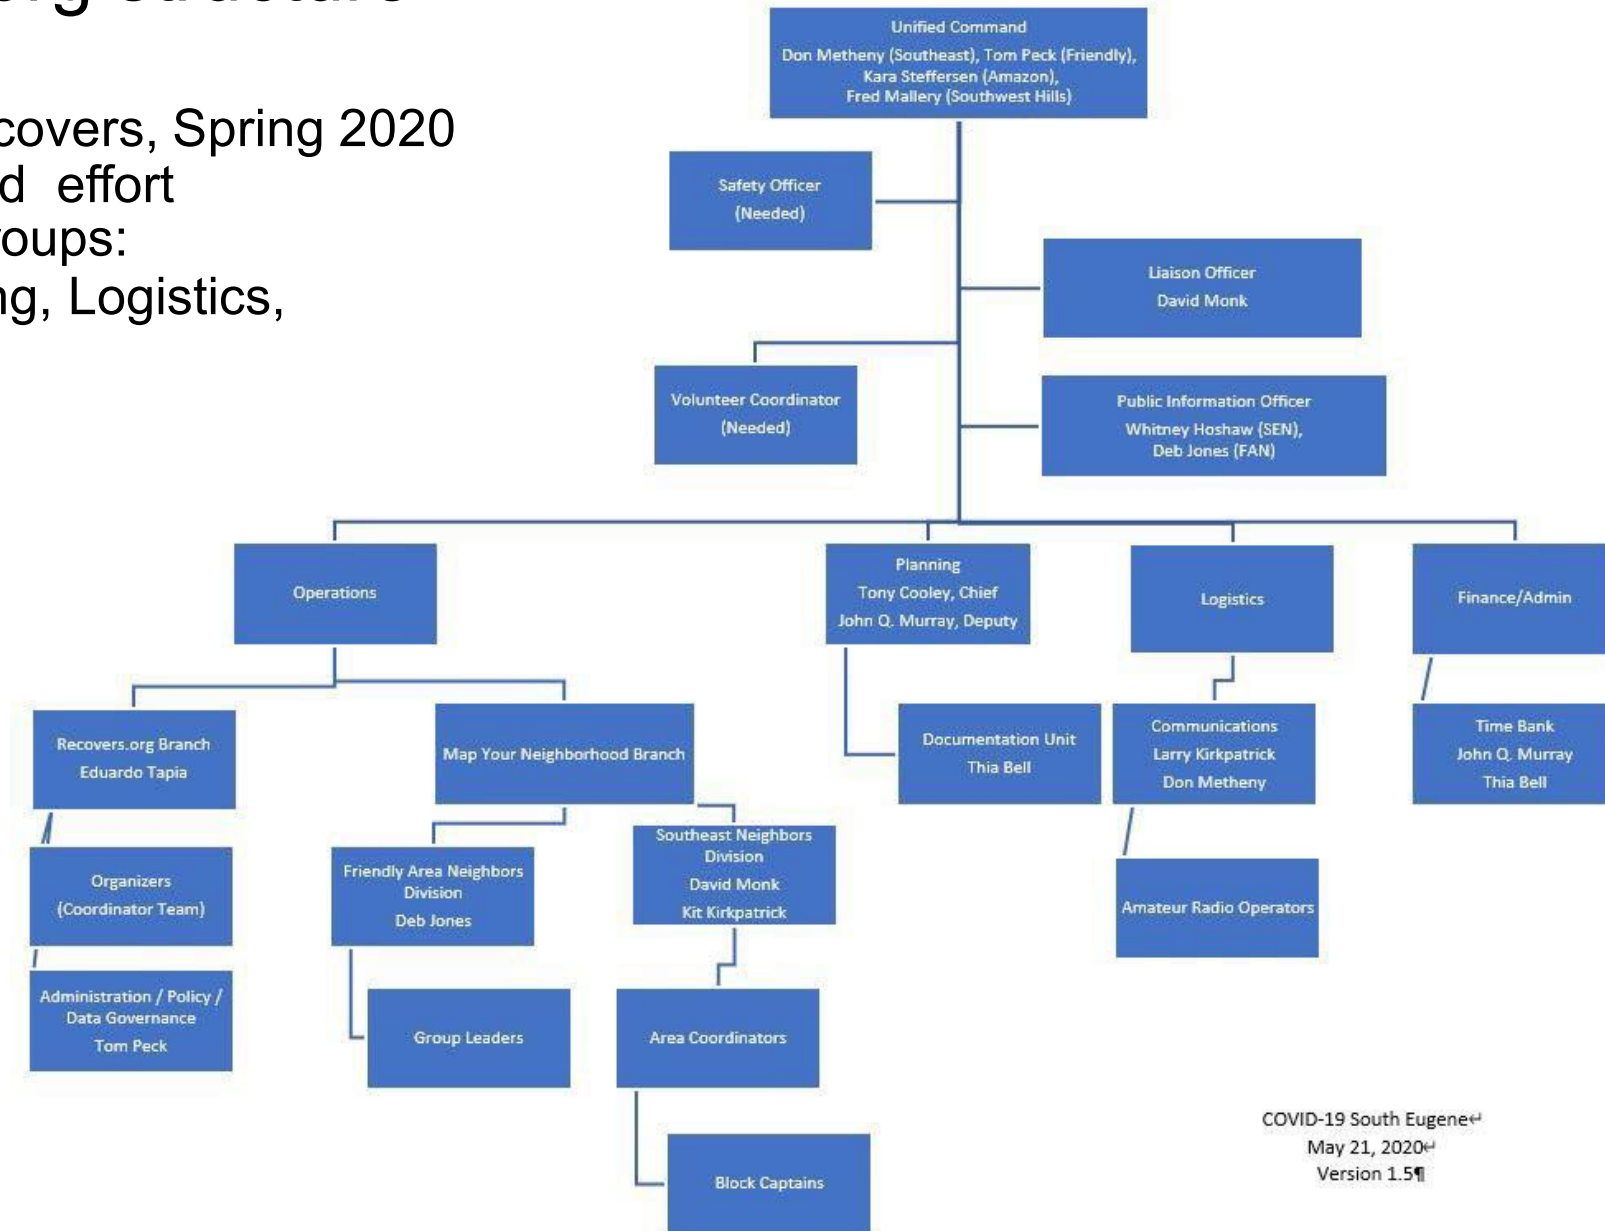 org structure
covers, Spring 2020
d effort
roups:
ng, Logistics,
Unified Command
Don Metheny (Southeast), Tom Peck (Friendly),
Kara Steffersen (Amazon),
Fred Mallery (Southwest Hills)
Safety Officer
(Needed)
Liaison Officer
David Monk
Volunteer Coordinator
(Needed)
Public Information Officer
Whitney Hoshaw (SEN),
Deb Jones (FAN)
Operations
Planning
Tony Cooley, Chief
John Q. Murray, Deputy
Logistics
Finance/Admin
Recovers.org Branch
Eduardo Tapia
Map Your Neighborhood Branch
Documentation Unit
Thia Bell
Communications
Larry Kirkpatrick
Don Metheny
Time Bank
John Q. Murray
Thia Bell
Organizers
(Coordinator Team)
Friendly Area Neighbors
Division
Deb Jones
Southeast Neighbors
Division
David Monk
Kit Kirkpatrick
Amateur Radio Operators
Administration / Policy /
Data Governance
Tom Peck
Group Leaders
Area Coordinators
Block Captains
COVID-19 South Eugene↵
May 21, 2020↵
Version 1.5¶